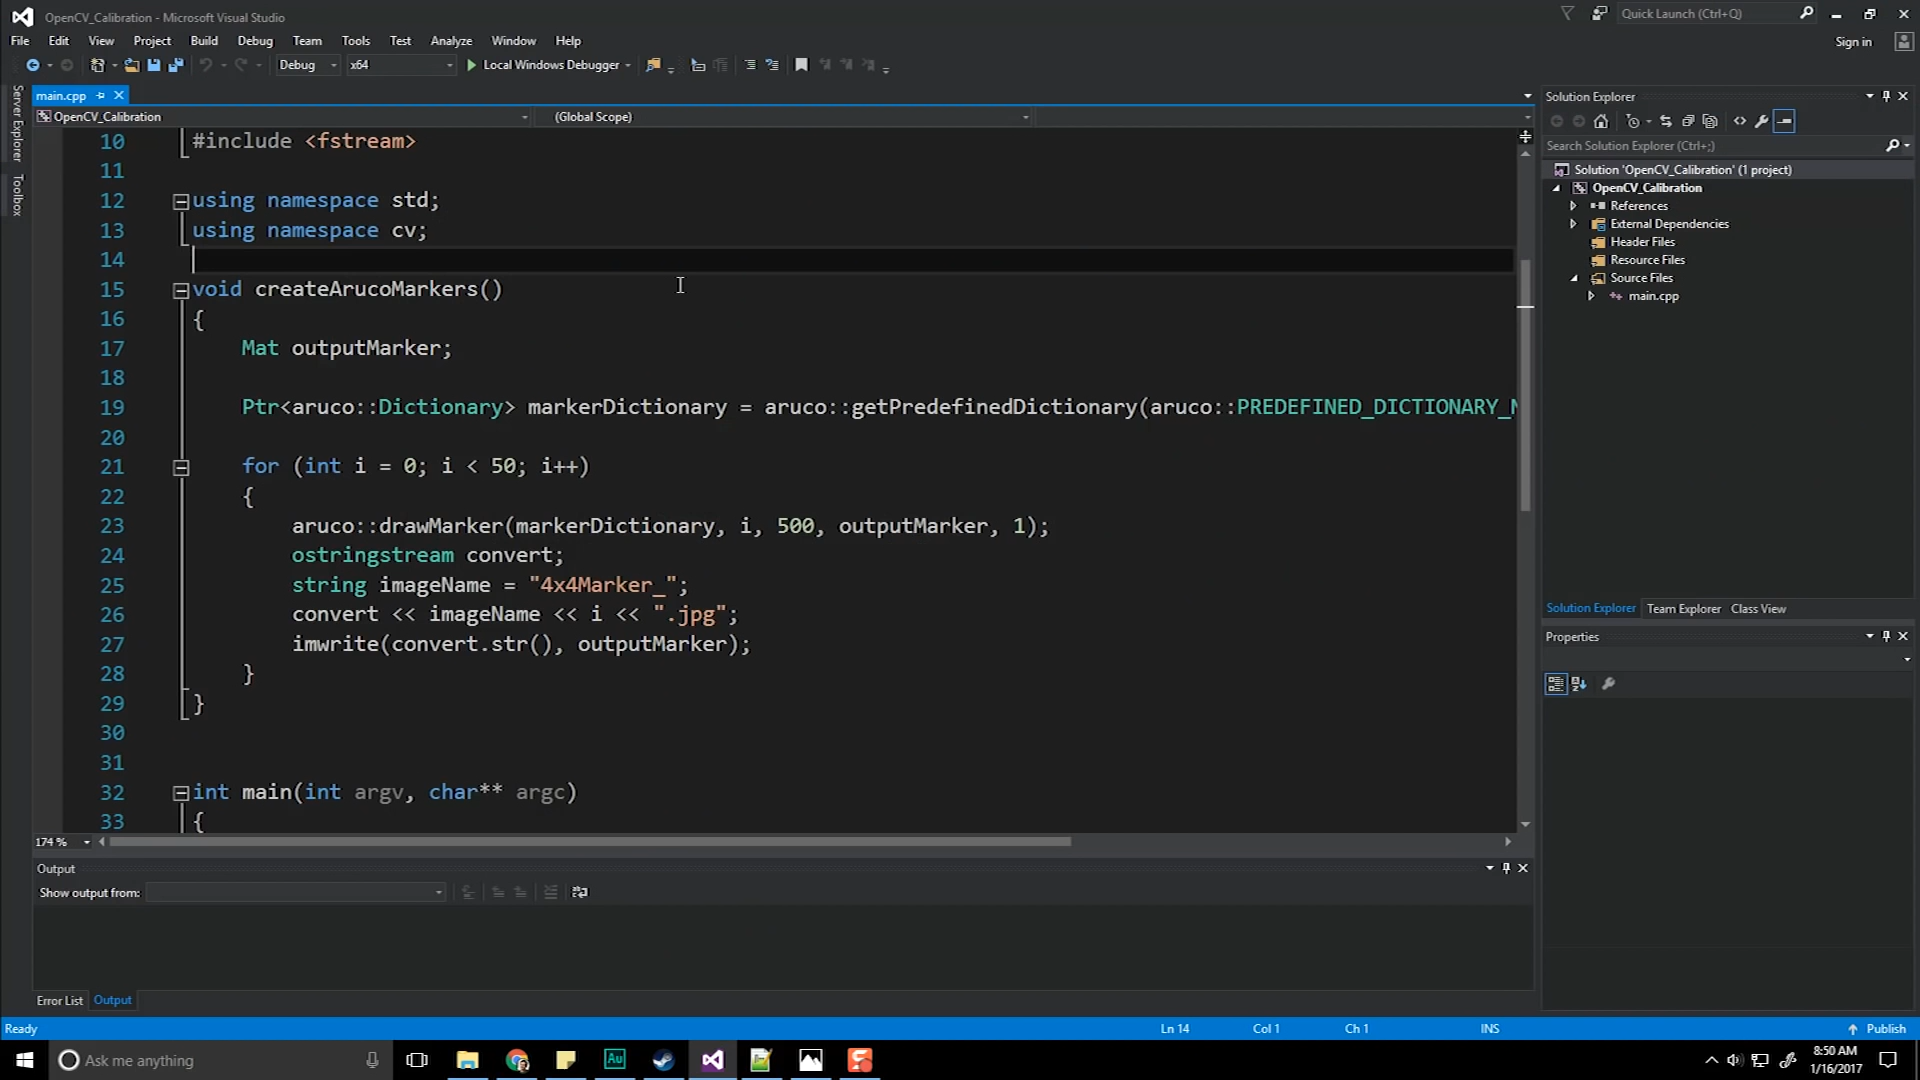 OpenCV_Calibration - Microsoft Visual Studio
Quick Launch (Ctrl+Q)
File Edit View Project Build Debug Team Tools Test Analyze Window Help
Sign in
Debug x64 Local Windows Debugger
Server Explorer
Toolbox
main.cpp
OpenCV_Calibration (Global Scope)
10 #include <fstream>
11
12 using namespace std;
13 using namespace cv;
14
15 void createArucoMarkers()
16 {
17 Mat outputMarker;
18
19 Ptr<aruco::Dictionary> markerDictionary = aruco::getPredefinedDictionary(aruco::PREDEFINED_DICTIONARY_N
20
21 for (int i = 0; i < 50; i++)
22 {
23 aruco::drawMarker(markerDictionary, i, 500, outputMarker, 1);
24 ostringstream convert;
25 string imageName = "4x4Marker_";
26 convert << imageName << i << ".jpg";
27 imwrite(convert.str(), outputMarker);
28 }
29 }
30
31
32 int main(int argv, char** argc)
33 {
174 %
Solution Explorer
Search Solution Explorer (Ctrl+;)
Solution 'OpenCV_Calibration' (1 project)
OpenCV_Calibration
References
External Dependencies
Header Files
Resource Files
Source Files
main.cpp
Solution Explorer Team Explorer Class View
Properties
Output
Show output from:
Error List Output
Ready Ln 14 Col 1 Ch 1 INS Publish
Ask me anything
Au
8:50 AM
1/16/2017